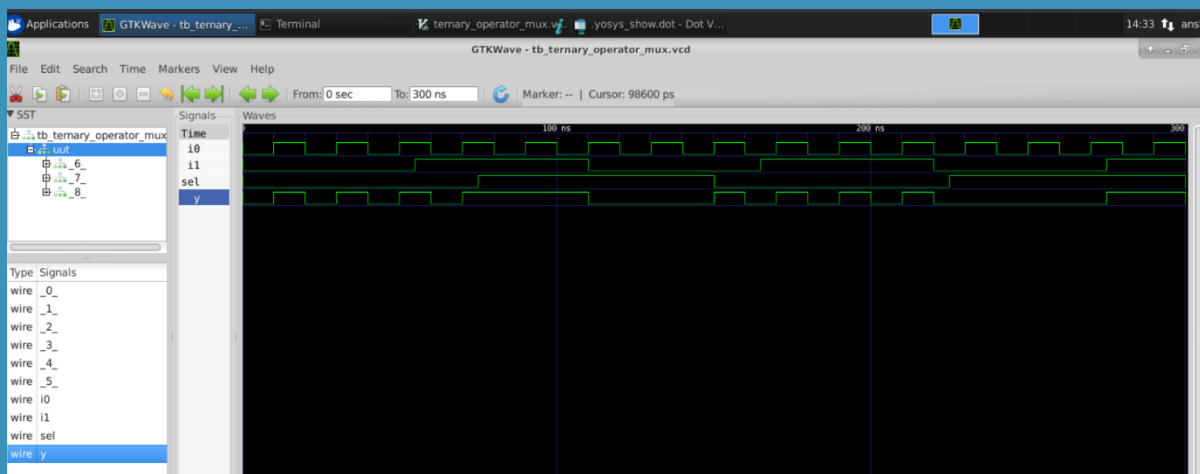 Applications GTKWave - tb_ternary_... Terminal ternary_operator_mux.v .yosys_show.dot - Dot V... 14:33 ans
GTKWave - tb_ternary_operator_mux.vcd
File Edit Search Time Markers View Help
From: 0 sec To: 300 ns Marker: -- | Cursor: 98600 ps
SST
tb_ternary_operator_mux
uut
_6_
_7_
_8_
Type Signals
wire _0_
wire _1_
wire _2_
wire _3_
wire _4_
wire _5_
wire i0
wire i1
wire sel
wire y
Signals
Time
i0
i1
sel
y
Waves
0 100 ns 200 ns 300